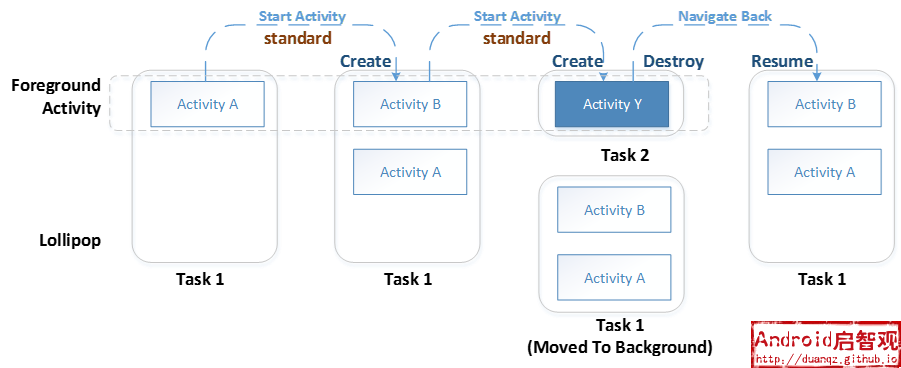 Start Activity
standard
Start Activity
standard
Navigate Back
Create
Create
Destroy
Resume
Foreground
Activity
Activity A
Activity B
Activity Y
Activity B
Activity A
Task 2
Activity A
Activity B
Lollipop
Activity A
Task 1
Task 1
Task 1
Task 1
(Moved To Background)
Android启智观
http://duanqz.github.io